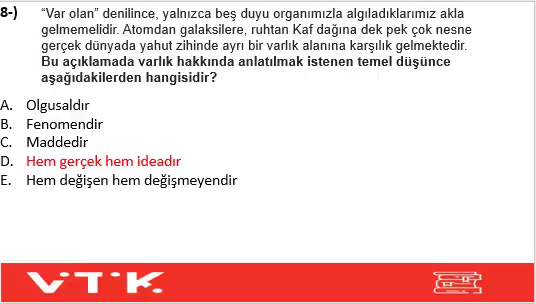 8-) “Var olan” denilince, yalnızca beş duyu organımızla algıladıklarımız akla
gelmemelidir. Atomdan galaksilere, ruhtan Kaf dağına dek pek çok nesne
gerçek dünyada yahut zihinde ayrı bir varlık alanına karşılık gelmektedir.
Bu açıklamada varlık hakkında anlatılmak istenen temel düşünce
aşağıdakilerden hangisidir?
A. Olgusaldır
B. Fenomendir
C. Maddedir
D. Hem gerçek hem ideadır
E. Hem değişen hem değişmeyendir
VTK